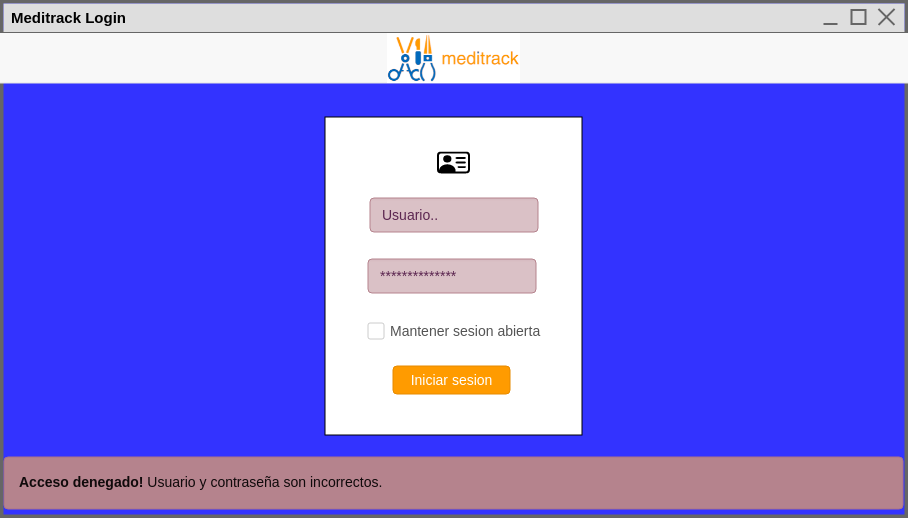 Meditrack Login
meditrack
Usuario..
**************
Mantener sesion abierta
Iniciar sesion
Acceso denegado! Usuario y contraseña son incorrectos.